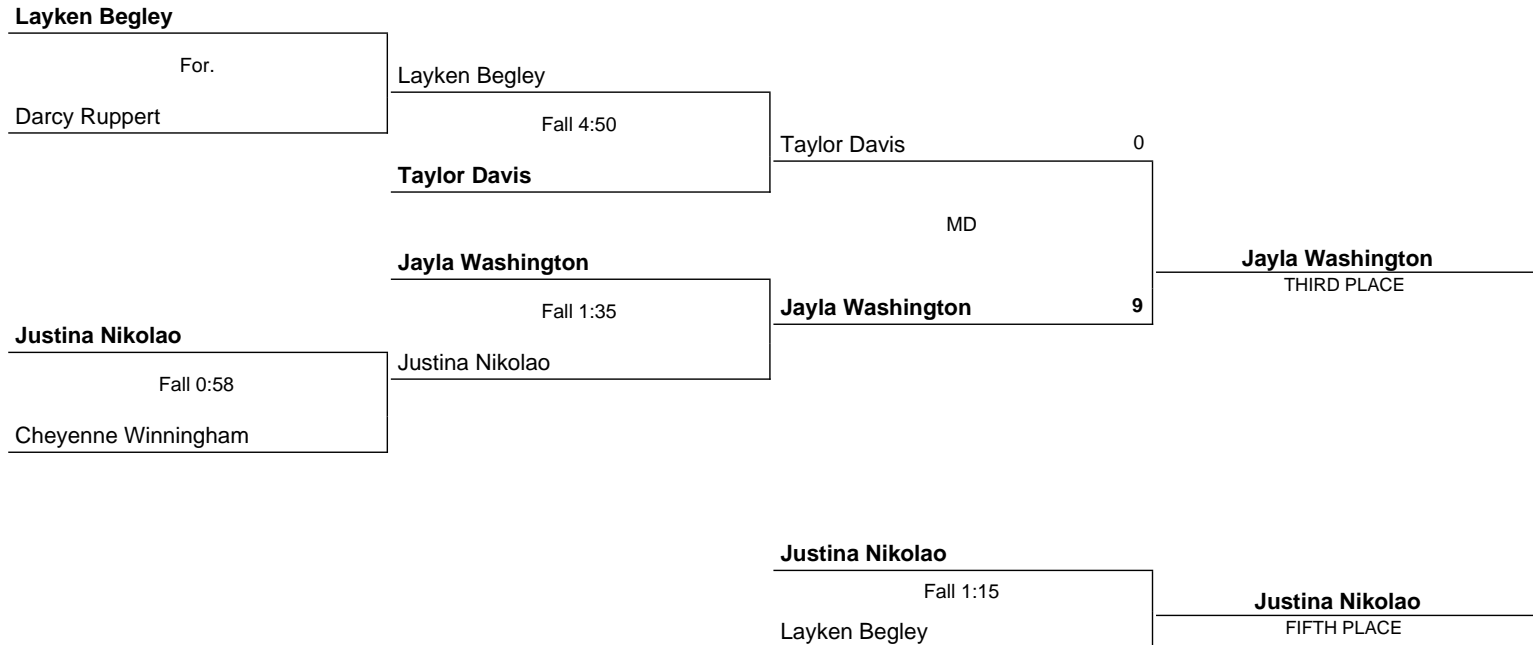 Layken Begley
For.
Darcy Ruppert
Layken Begley
Fall 4:50
Taylor Davis
Taylor Davis 0
MD
Jayla Washington
Fall 1:35
Jayla Washington 9
Jayla Washington
THIRD PLACE
Justina Nikolao
Fall 0:58
Cheyenne Winningham
Justina Nikolao
Justina Nikolao
Fall 1:15
Layken Begley
Justina Nikolao
FIFTH PLACE